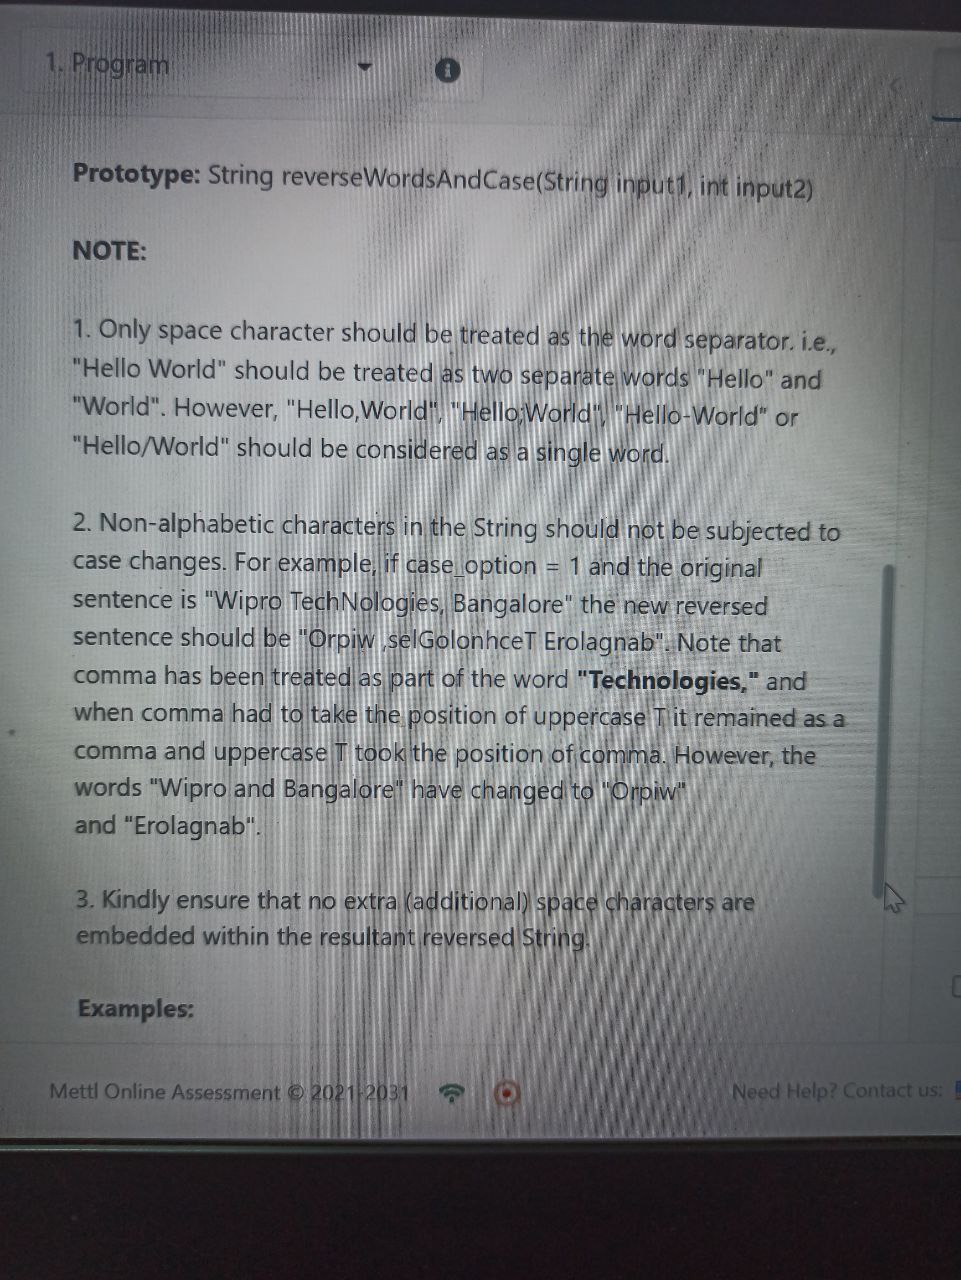 1. Program
Prototype: String reverseWordsAndCase(String input1, int input2)
NOTE:
1. Only space character should be treated as the word separator. i.e.,
"Hello World" should be treated as two separate words "Hello" and
"World". However, "Hello,World", "Hello;World", "Hello-World" or
"Hello/World" should be considered as a single word.
2. Non-alphabetic characters in the String should not be subjected to
case changes. For example, if case_option = 1 and the original
sentence is "Wipro TechNologies, Bangalore" the new reversed
sentence should be "Orpiw ,selGolonhceT Erolagnab". Note that
comma has been treated as part of the word "Technologies," and
when comma had to take the position of uppercase T it remained as a
comma and uppercase T took the position of comma. However, the
words "Wipro and Bangalore" have changed to "Orpiw"
and "Erolagnab".
3. Kindly ensure that no extra (additional) space characters are
embedded within the resultant reversed String.
Examples:
Mettl Online Assessment © 2021-2031
Need Help? Contact us: